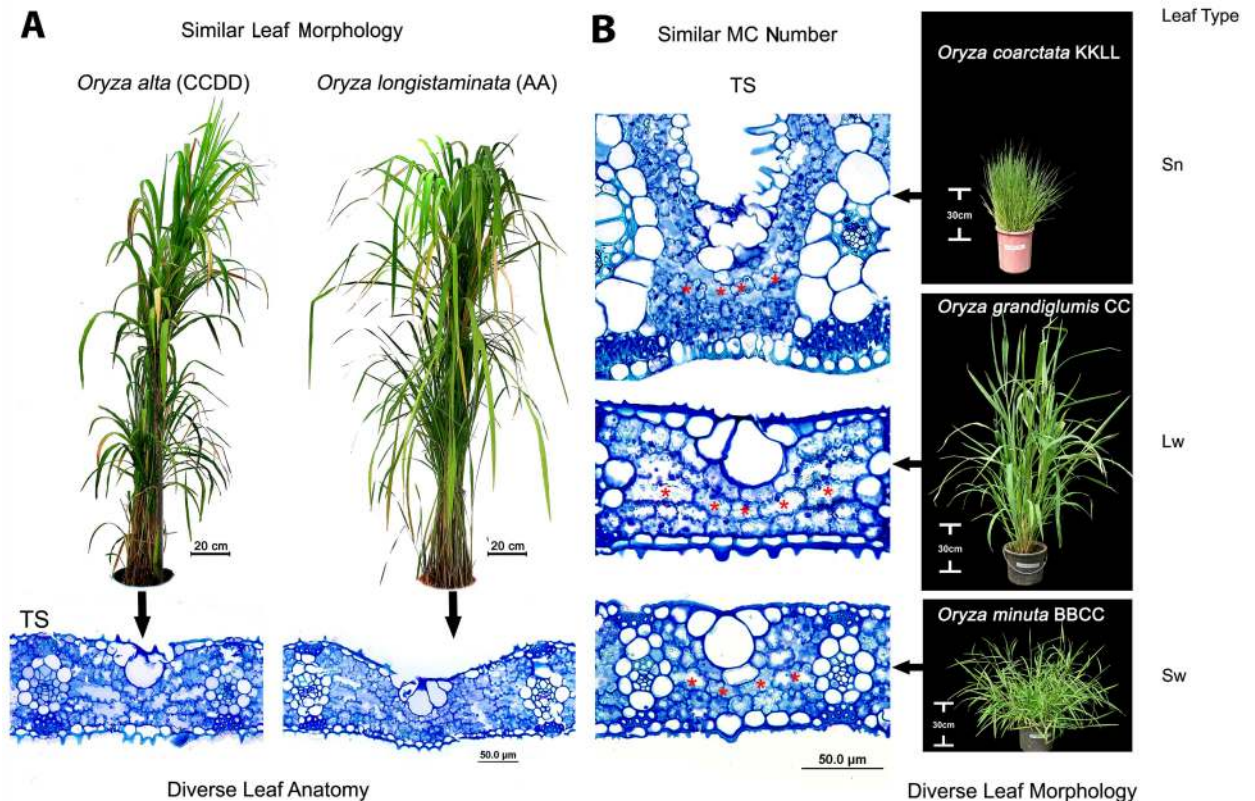 A
Similar Leaf Morphology
Oryza alta (CCDD)
Oryza longistaminata (AA)
20 cm
20 cm
TS
50.0 µm
Diverse Leaf Anatomy
B
Similar MC Number
TS
Leaf Type
Oryza coarctata KKLL
30cm
Sn
* * * *
Oryza grandiglumis CC
30cm
Lw
* * * * *
Oryza minuta BBCC
30cm
Sw
* * * *
50.0 µm
Diverse Leaf Morphology